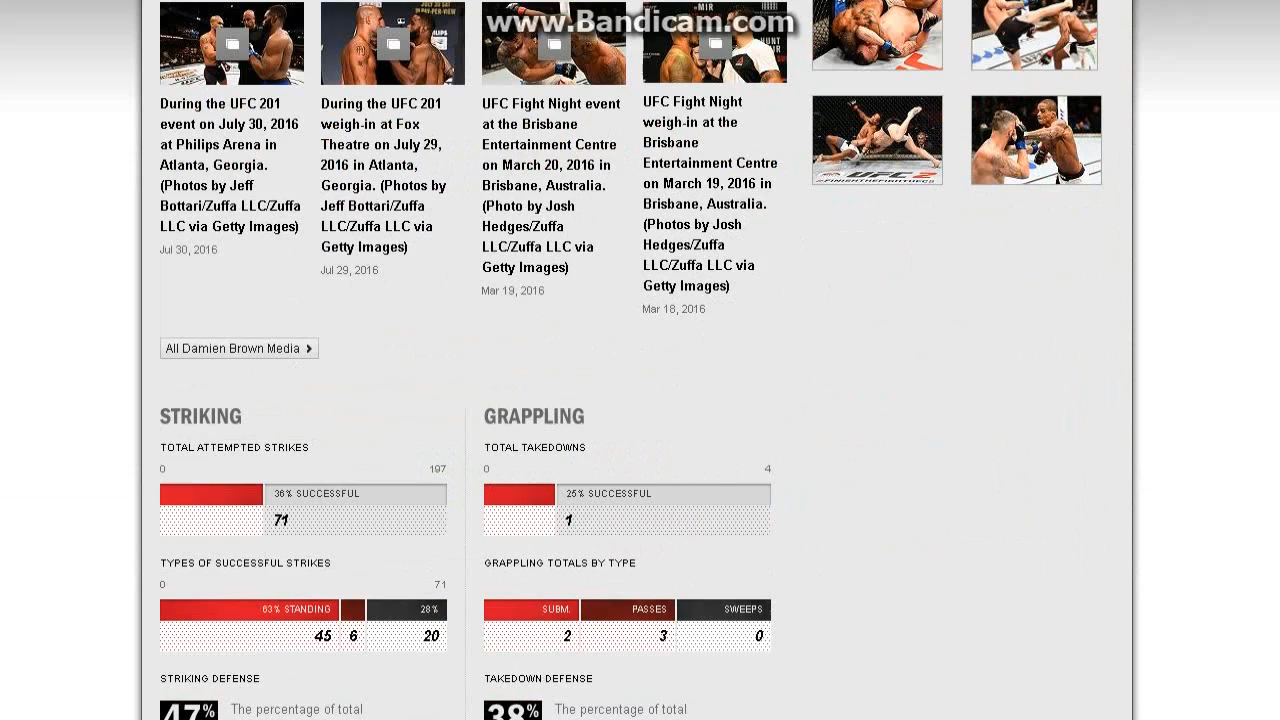 www.Bandicam.com
MIR
HUNT
During the UFC 201
event on July 30, 2016
at Philips Arena in
Atlanta, Georgia.
(Photos by Jeff
Bottari/Zuffa LLC/Zuffa
LLC via Getty Images)
Jul 30, 2016
During the UFC 201
weigh-in at Fox
Theatre on July 29,
2016 in Atlanta,
Georgia. (Photos by
Jeff Bottari/Zuffa
LLC/Zuffa LLC via
Getty Images)
Jul 29, 2016
UFC Fight Night event
at the Brisbane
Entertainment Centre
on March 20, 2016 in
Brisbane, Australia.
(Photo by Josh
Hedges/Zuffa
LLC/Zuffa LLC via
Getty Images)
Mar 19, 2016
UFC Fight Night
weigh-in at the
Brisbane
Entertainment Centre
on March 19, 2016 in
Brisbane, Australia.
(Photos by Josh
Hedges/Zuffa
LLC/Zuffa LLC via
Getty Images)
Mar 18, 2016
UFC 2
All Damien Brown Media
STRIKING
TOTAL ATTEMPTED STRIKES
0 197
36% SUCCESSFUL
71
TYPES OF SUCCESSFUL STRIKES
0 71
63% STANDING 28%
45 6 20
STRIKING DEFENSE
47% The percentage of total
GRAPPLING
TOTAL TAKEDOWNS
0 4
25% SUCCESSFUL
1
GRAPPLING TOTALS BY TYPE
SUBM. PASSES SWEEPS
2 3 0
TAKEDOWN DEFENSE
38% The percentage of total